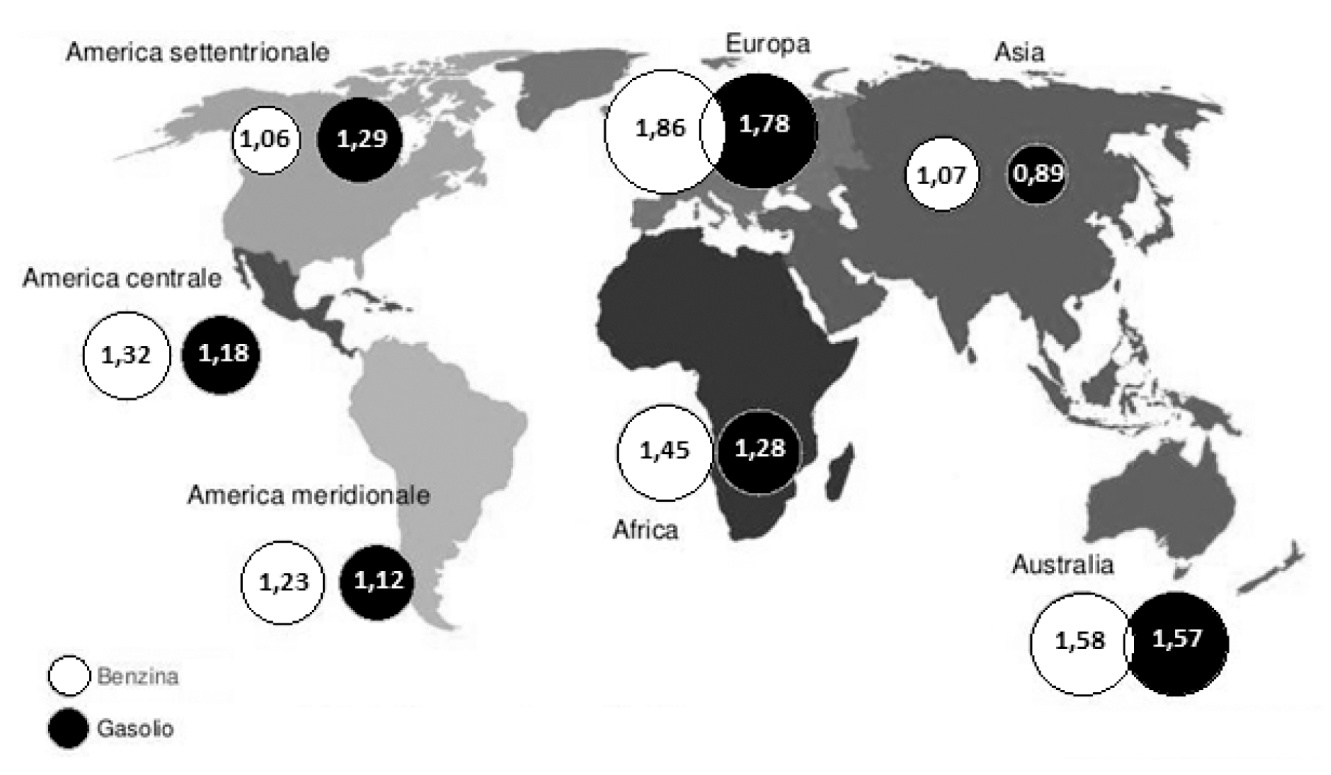 America settentrionale
1,06
1,29
Europa
1,86
1,78
Asia
1,07
0,89
America centrale
1,32
1,18
Africa
1,45
1,28
America meridionale
1,23
1,12
Australia
1,58
1,57
Benzina
Gasolio